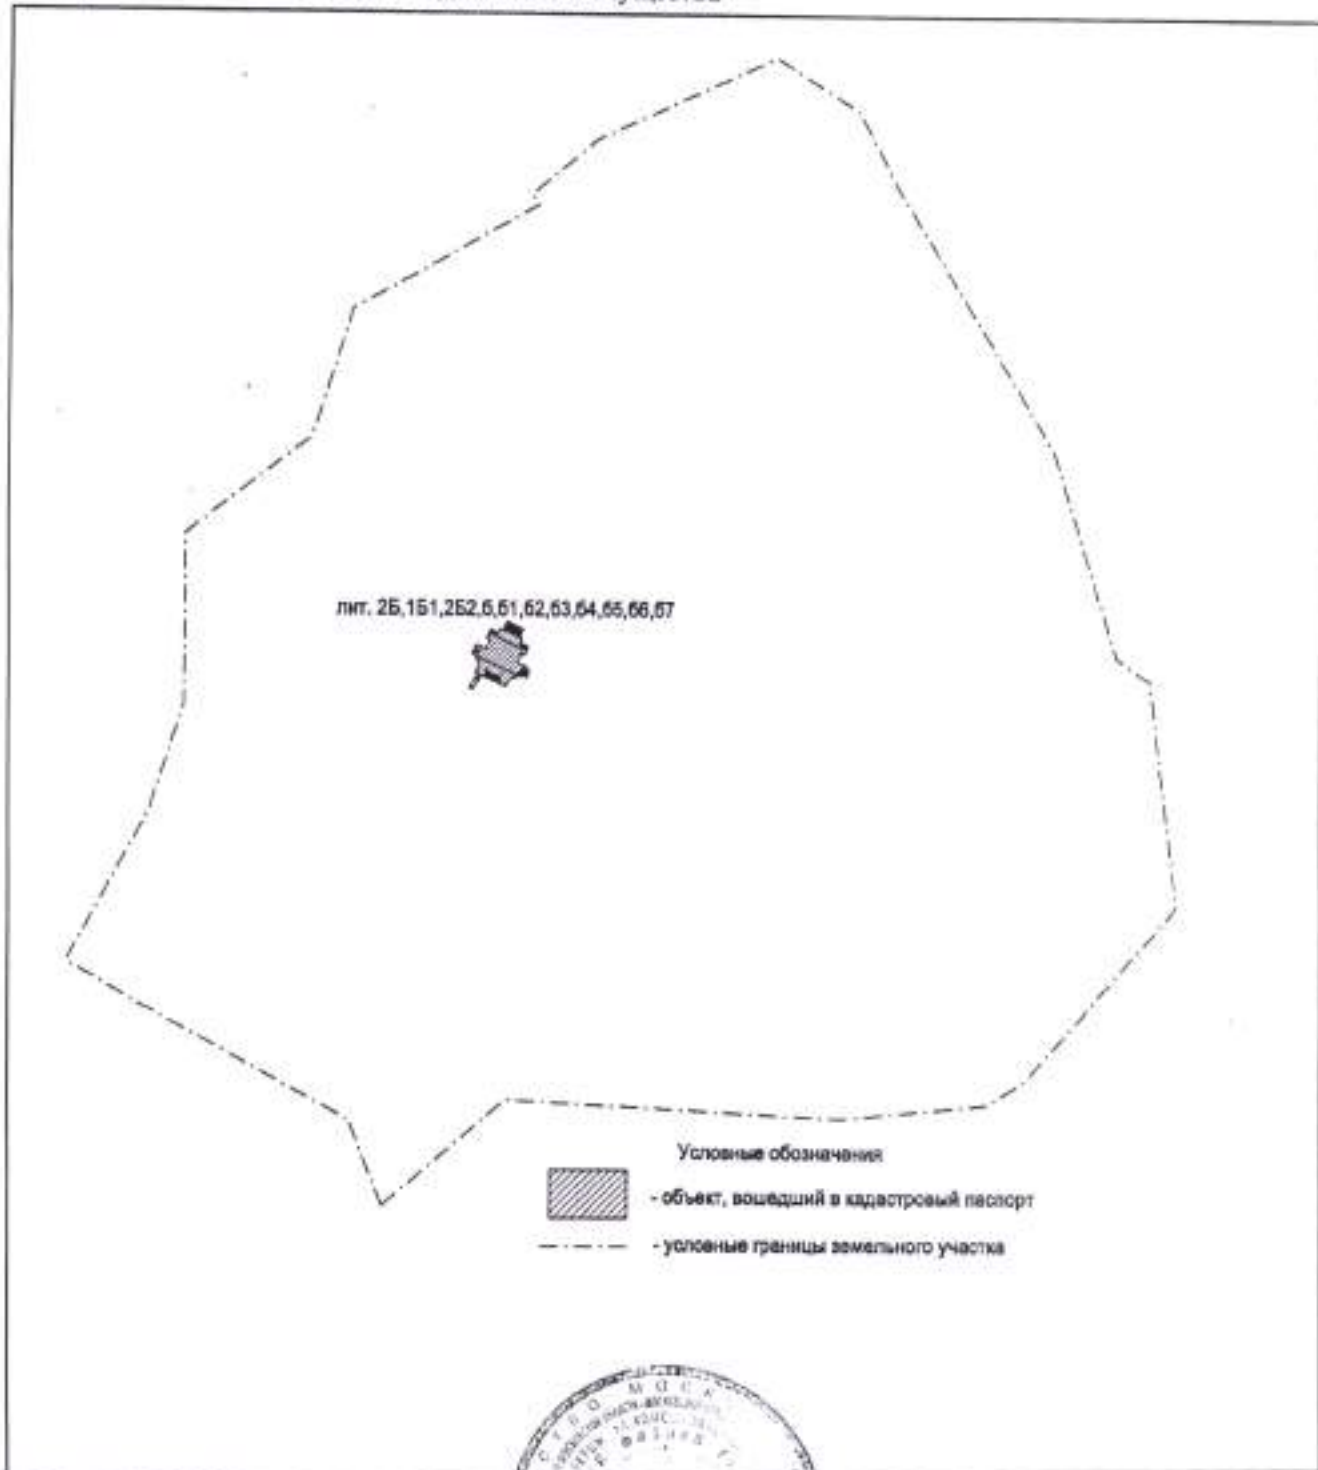 лит. 2Б,1Б1,2Б2,б,б1,б2,б3,б4,б5,б6,б7
Условные обозначения
- объект, вошедший в кадастровый паспорт
- условные границы земельного участка